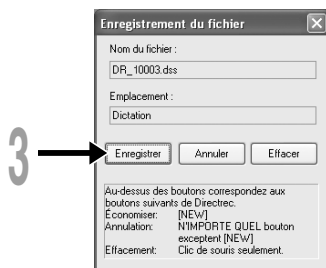 Enregistrement du fichier
Nom du fichier :
DR_10003.dss
Emplacement :
Dictation
3
Enregistrer Annuler Effacer
Au-dessus des boutons correspondez aux
boutons suivants de Directrec.
Économiser: [NEW]
Annulation: N'IMPORTE QUEL bouton
exceptent [NEW]
Effacement: Clic de souris seulement.